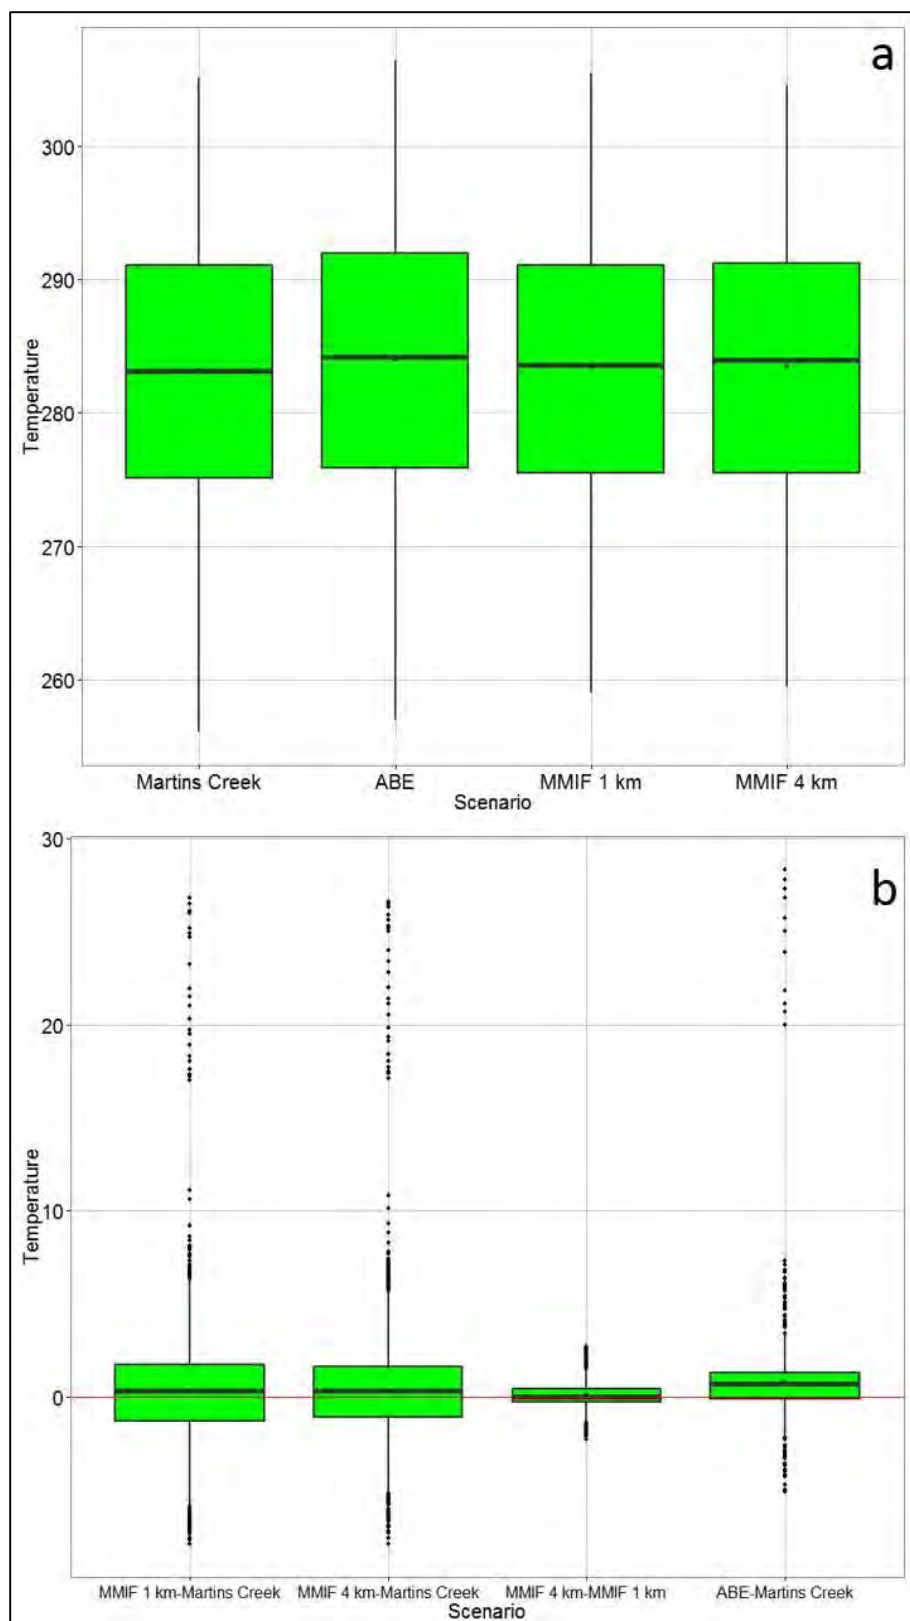 a
300
290
280
270
260
Temperature
Martins Creek ABE MMIF 1 km MMIF 4 km
Scenario
30
b
20
10
0
Temperature
MMIF 1 km-Martins Creek MMIF 4 km-Martins Creek MMIF 4 km-MMIF 1 km ABE-Martins Creek
Scenario